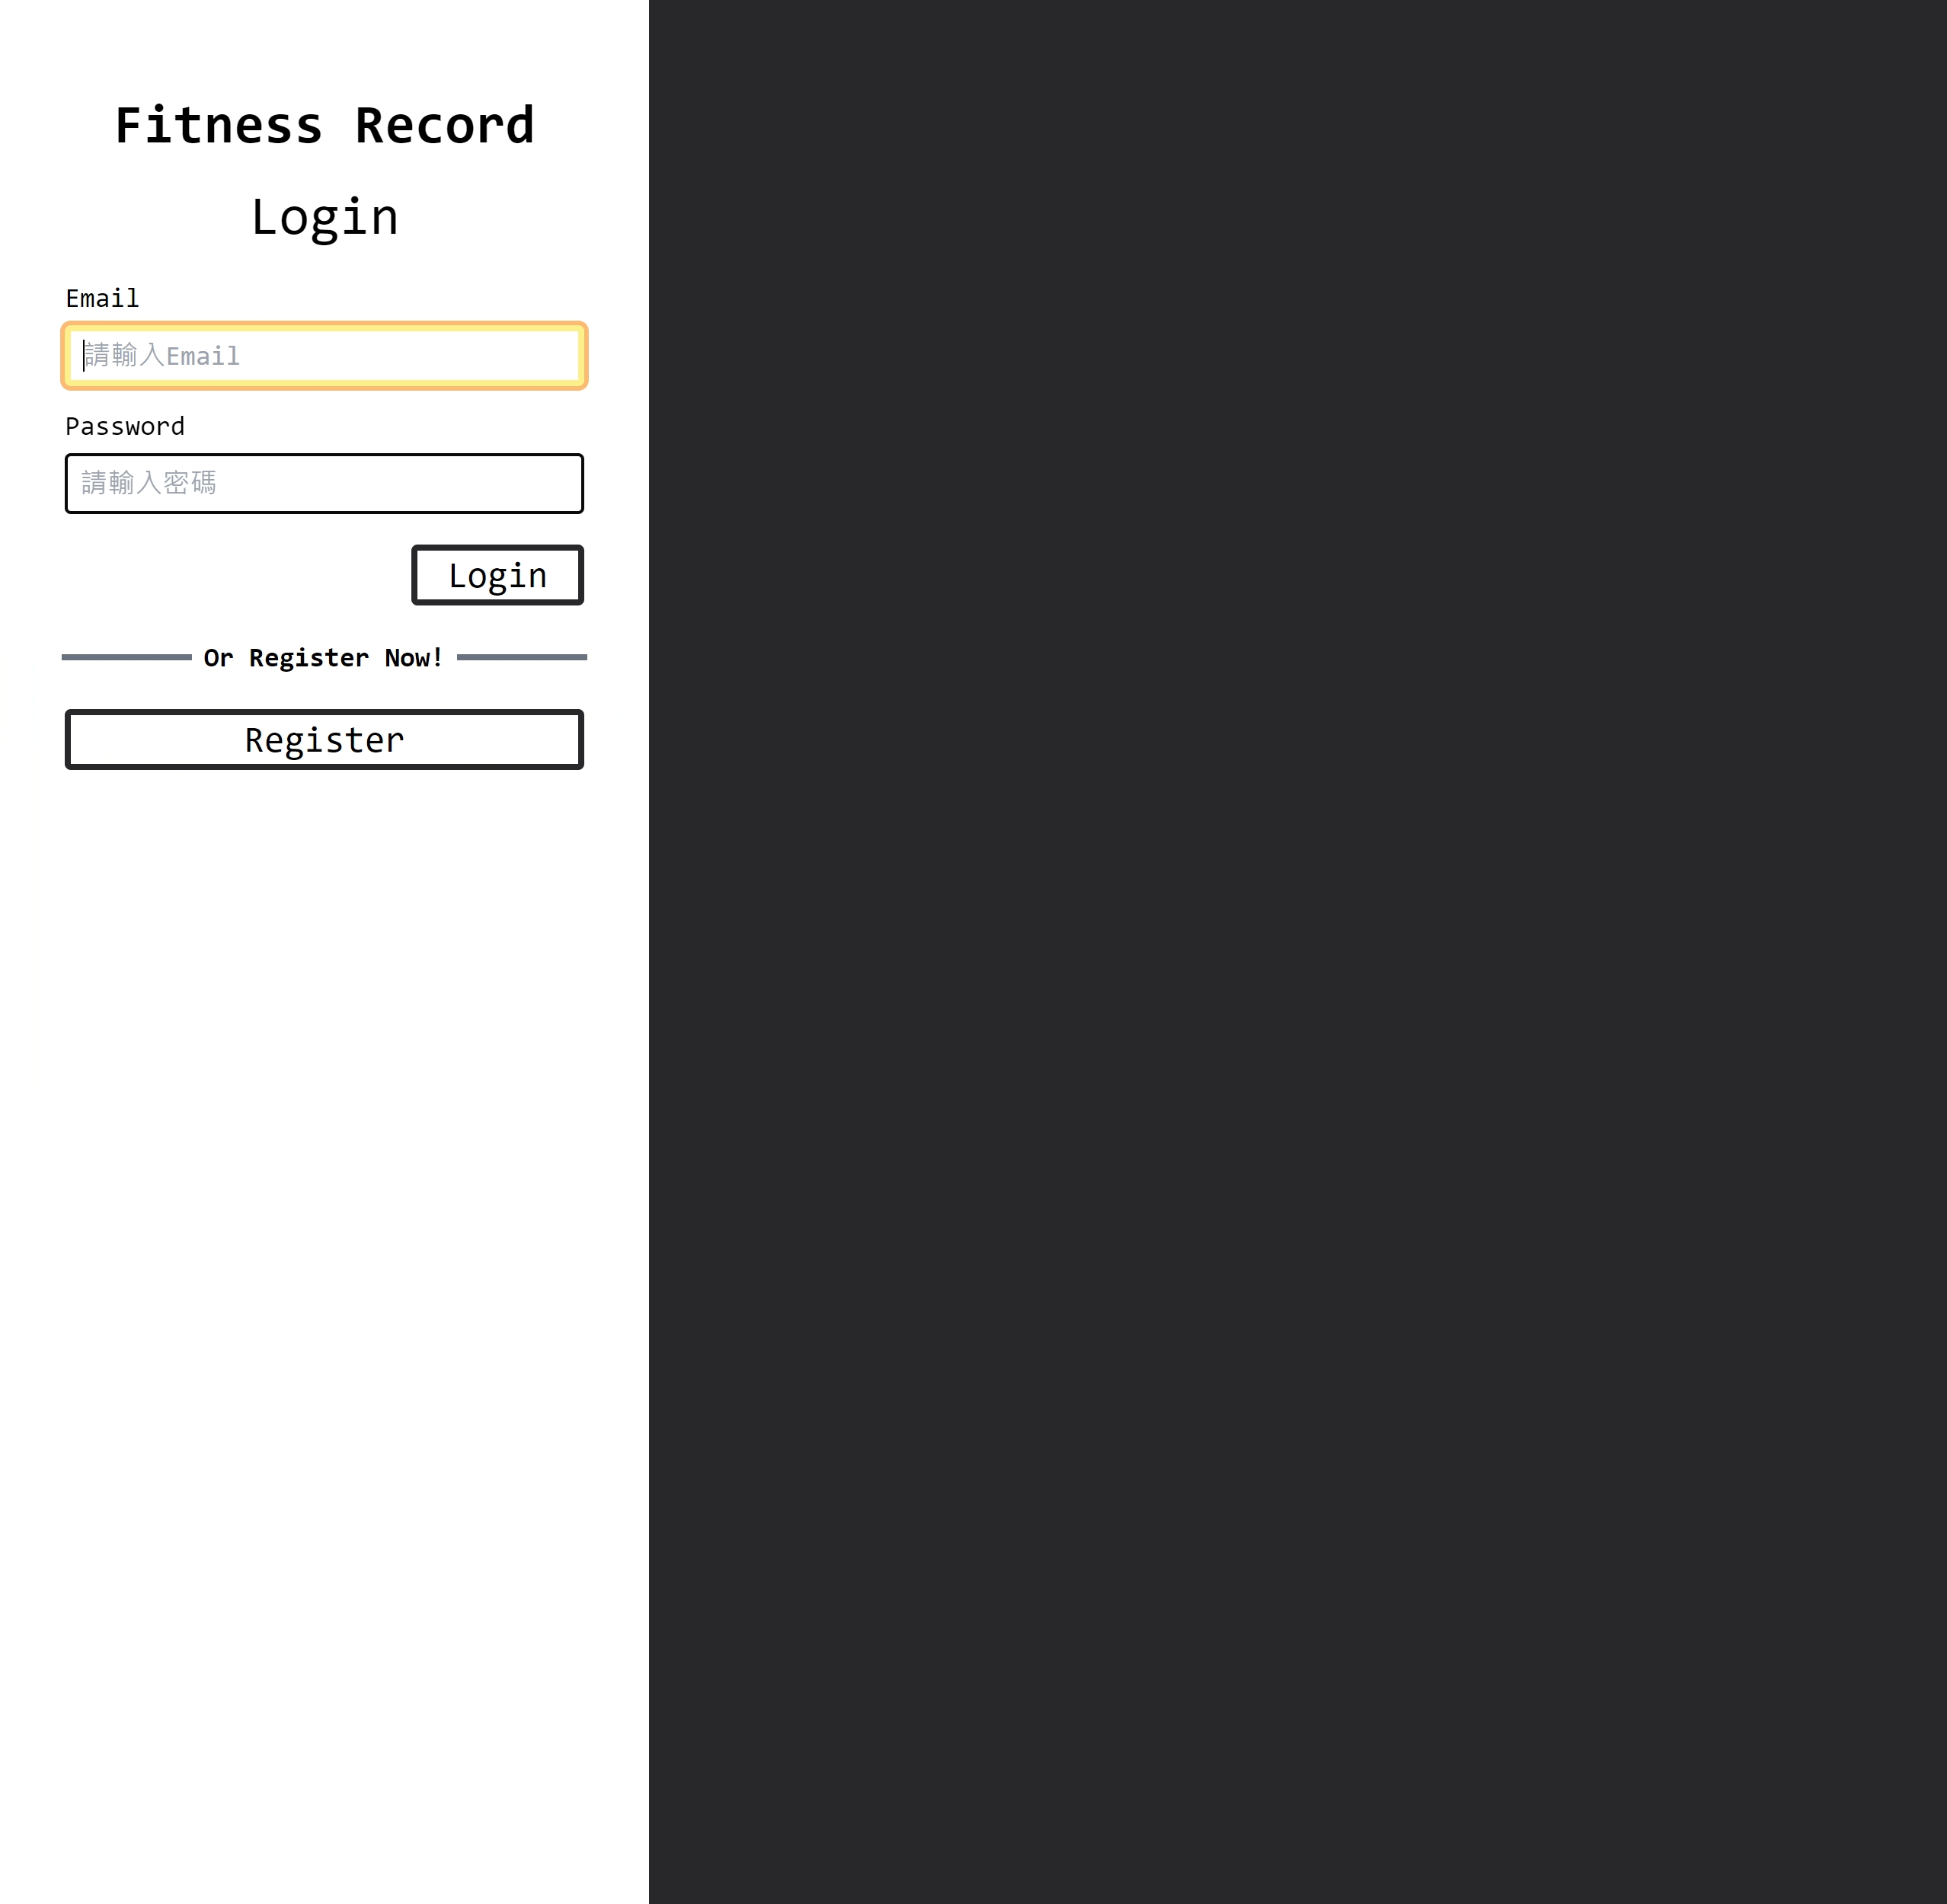 Fitness Record
Login
Email
請輸入Email
Password
請輸入密碼
Login
Or Register Now!
Register